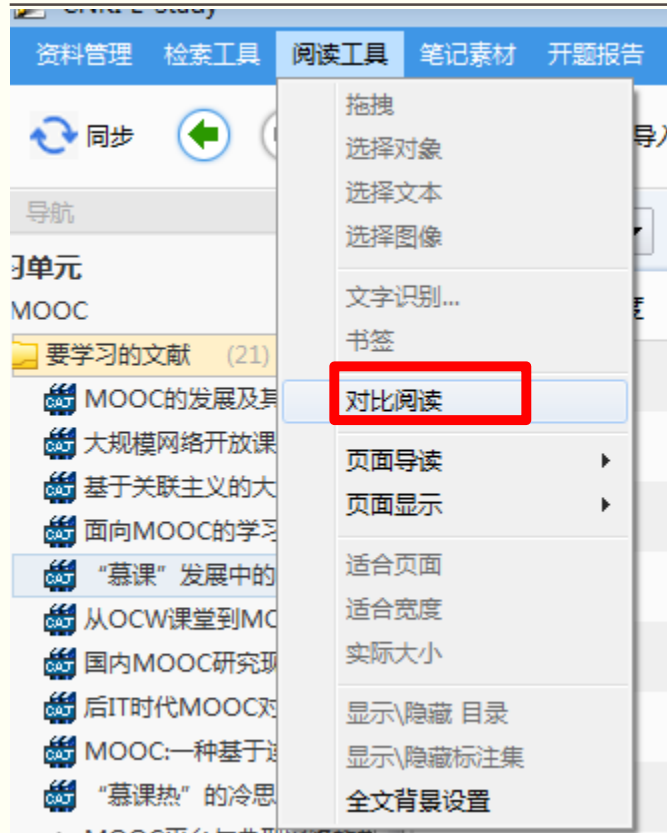 资料管理 检索工具 阅读工具 笔记素材 开题报告
同步
导航
单元
MOOC
要学习的文献 (21)
MOOC的发展及其
大规模网络开放课
基于关联主义的大
面向MOOC的学习
“慕课”发展中的
从OCW课堂到MO
国内MOOC研究现
后IT时代MOOC对
MOOC:一种基于连
“慕课热”的冷思
拖拽
选择对象
选择文本
选择图像
文字识别...
书签
对比阅读
页面导读
页面显示
适合页面
适合宽度
实际大小
显示\隐藏 目录
显示\隐藏标注集
全文背景设置